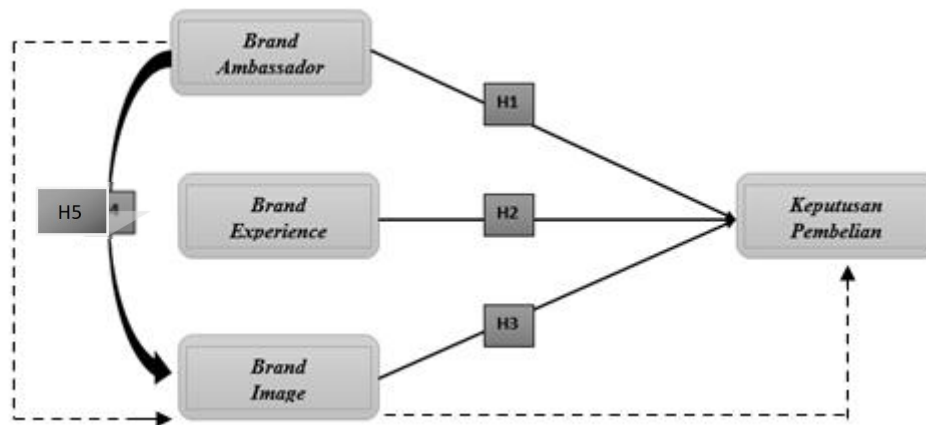 Brand
Ambassador
H1
H5
Brand
Experience
H2
Keputusan
Pembelian
H3
Brand
Image